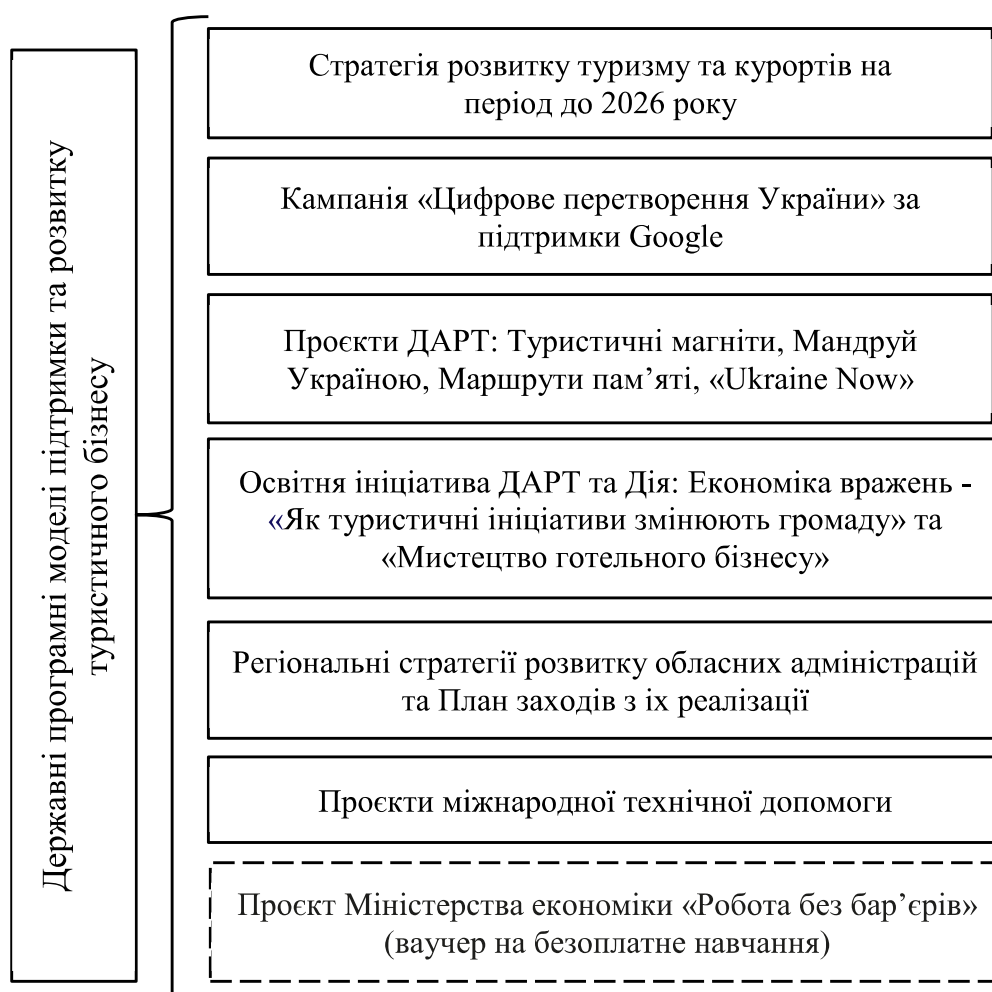 Державні програмні моделі підтримки та розвитку
туристичного бізнесу
Стратегія розвитку туризму та курортів на
період до 2026 року
Кампанія «Цифрове перетворення України» за
підтримки Google
Проєкти ДАРТ: Туристичні магніти, Мандруй
Україною, Маршрути пам’яті, «Ukraine Now»
Освітня ініціатива ДАРТ та Дія: Економіка вражень -
«Як туристичні ініціативи змінюють громаду» та
«Мистецтво готельного бізнесу»
Регіональні стратегії розвитку обласних адміністрацій
та План заходів з їх реалізації
Проєкти міжнародної технічної допомоги
Проєкт Міністерства економіки «Робота без бар’єрів»
(ваучер на безоплатне навчання)